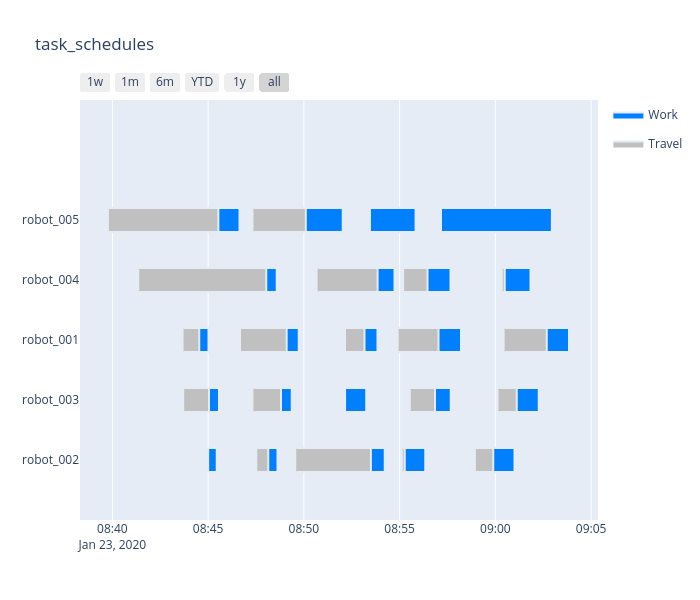 task_schedules
1w 1m 6m YTD 1y all
Work
Travel
robot_005
robot_004
robot_001
robot_003
robot_002
08:40 08:45 08:50 08:55 09:00 09:05
Jan 23, 2020